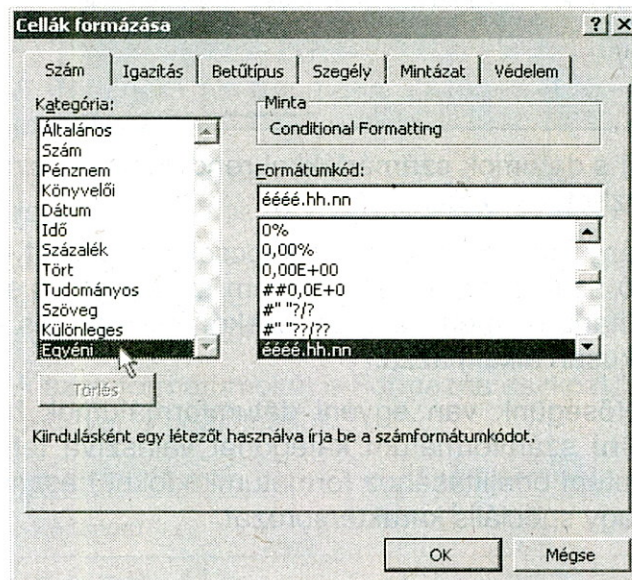 Cellák formázása
? ×
Szám Igazítás Betűtípus Szegély Mintázat Védelem
Kategória:
Általános
Szám
Pénznem
Könyvelői
Dátum
Idő
Százalék
Tört
Tudományos
Szöveg
Különleges
Egyéni
Törlés
Minta
Conditional Formatting
Formátumkód:
éééé.hh.nn
0%
0,00%
0,00E+00
##0,0E+0
#" "?/?
#" "??/??
éééé.hh.nn
Kiindulásként egy létezőt használva írja be a számformátumkódot.
OK Mégse